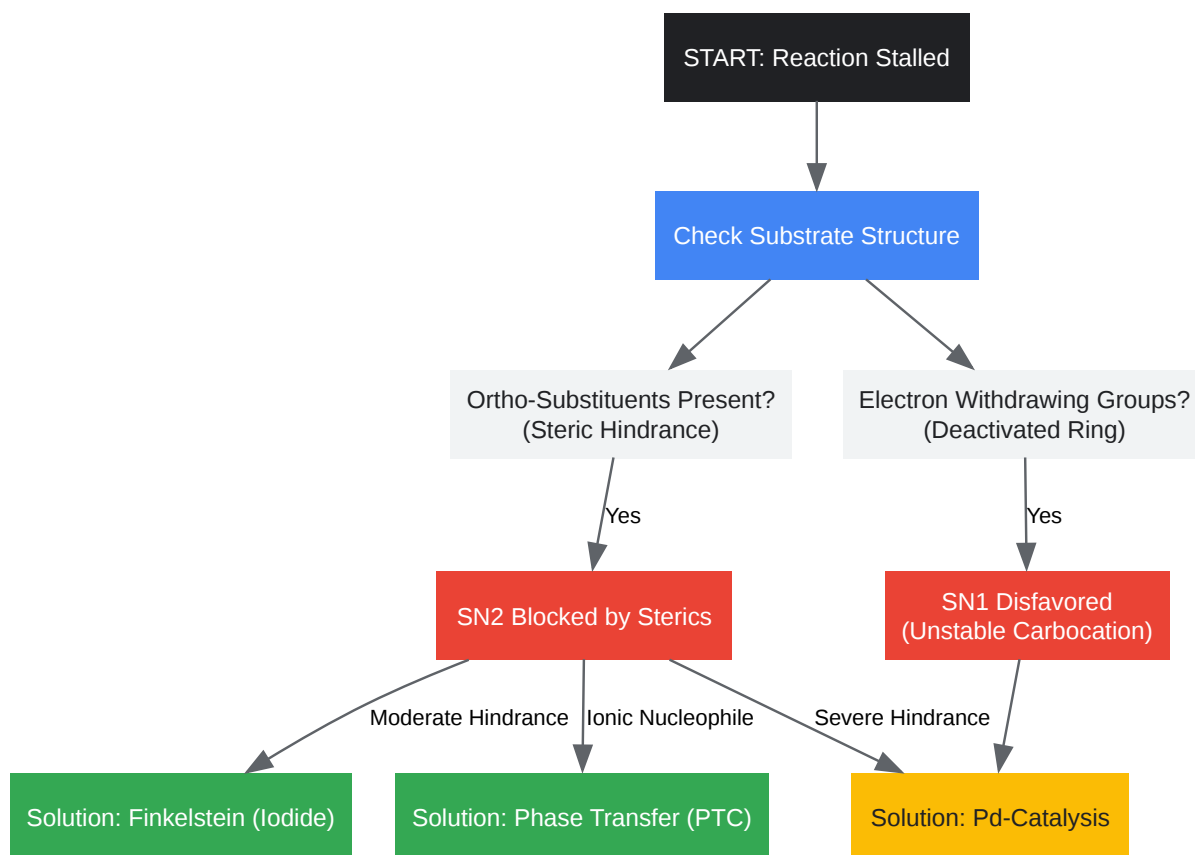 START: Reaction Stalled
Check Substrate Structure
Ortho-Substituents Present?
(Steric Hindrance)
Electron Withdrawing Groups?
(Deactivated Ring)
Yes
Yes
SN2 Blocked by Sterics
SN1 Disfavored
(Unstable Carbocation)
Moderate Hindrance
Ionic Nucleophile
Severe Hindrance
Solution: Finkelstein (Iodide)
Solution: Phase Transfer (PTC)
Solution: Pd-Catalysis